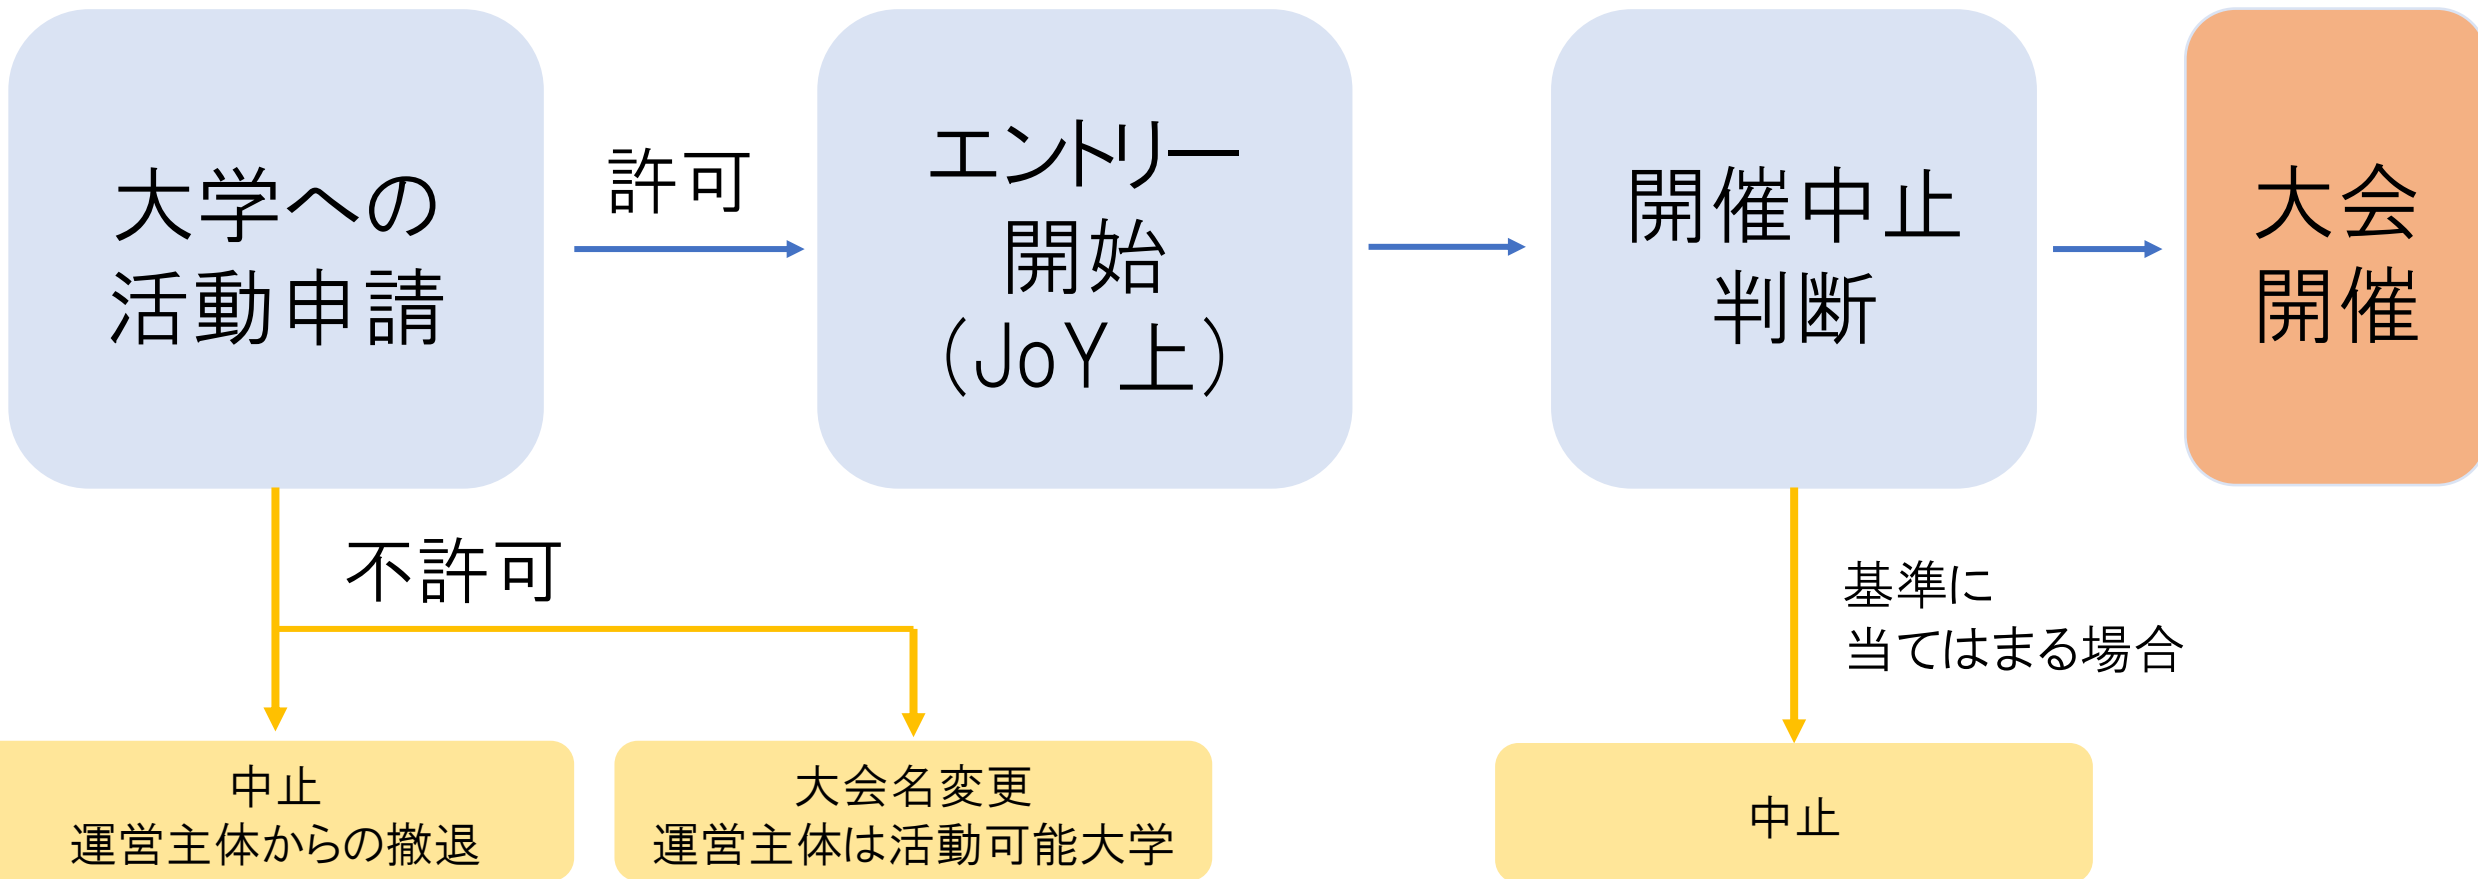 大学への
活動申請
許可
エントリー
開始
（JoY上）
開催中止
判断
大会
開催
不許可
基準に
当てはまる場合
中止
運営主体からの撤退
大会名変更
運営主体は活動可能大学
中止